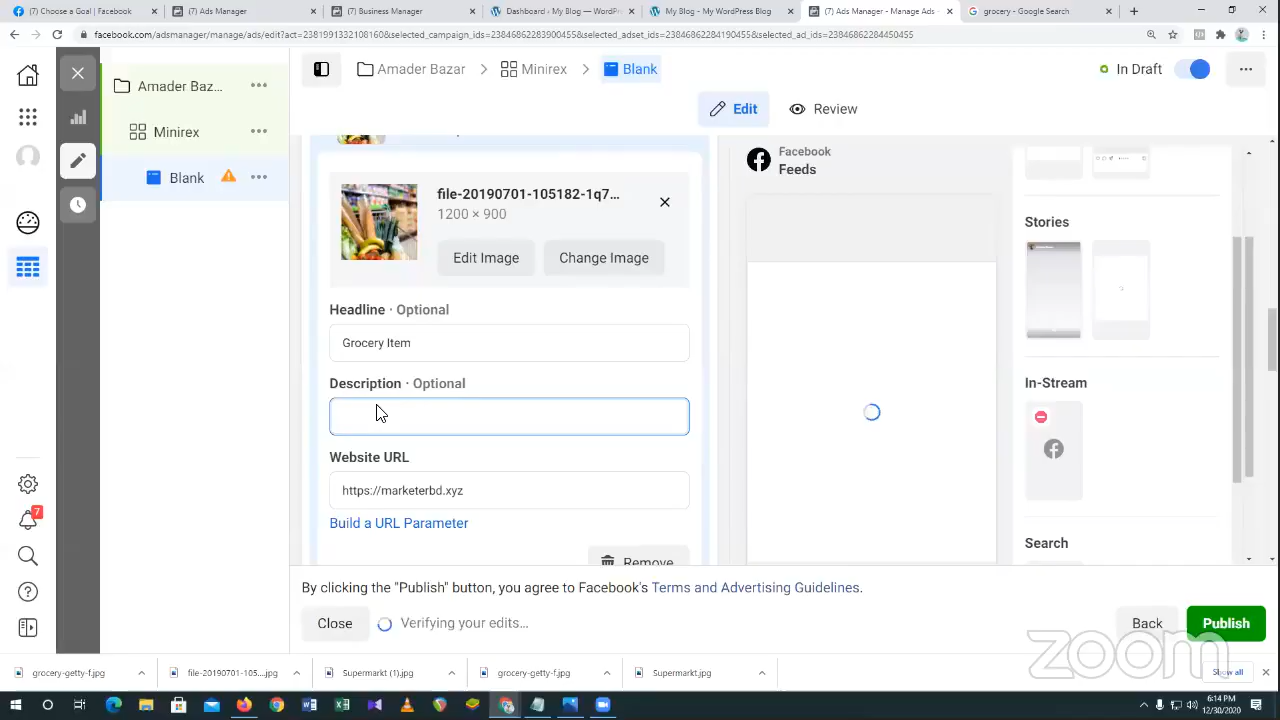 (7) Choose a Goal | Facebook
(7) Ads Manager
(7) Business Manager
Dashboard ‹ My Blog — WordPr
My Blog - My WordPress Blog
(7) Ads Manager - Manage Ads -
grocery - Google Search
facebook.com/adsmanager/manage/ads/edit?act=2381991332108160&selected_campaign_ids=23846862283900455&selected_adset_ids=23846862284190455&selected_ad_ids=23846862284450455
Amader Baz...
Minirex
Blank
Amader Bazar
Minirex
Blank
In Draft
Edit
Review
file-20190701-105182-1q7...
1200 × 900
Edit Image
Change Image
Headline · Optional
Grocery Item
Description · Optional
Website URL
https://marketerbd.xyz
Build a URL Parameter
Remove
Facebook
Feeds
Stories
In-Stream
Search
7
By clicking the "Publish" button, you agree to Facebook's Terms and Advertising Guidelines.
Close
Verifying your edits...
Back
Publish
zoom
grocery-getty-f.jpg
file-20190701-105....jpg
Supermarkt (1).jpg
grocery-getty-f.jpg
Supermarkt.jpg
Show all
6:14 PM
12/30/2020